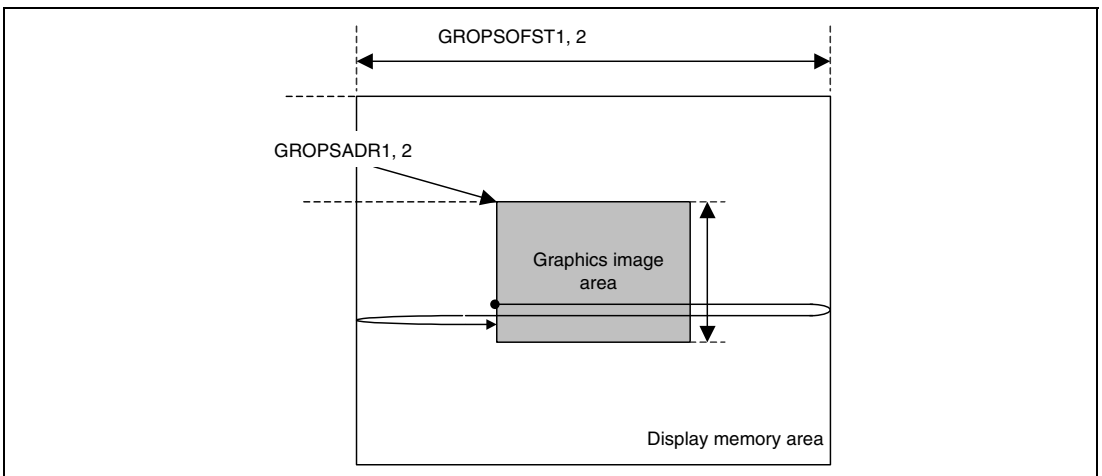 GROPSOFST1, 2
GROPSADR1, 2
Graphics image
area
Display memory area